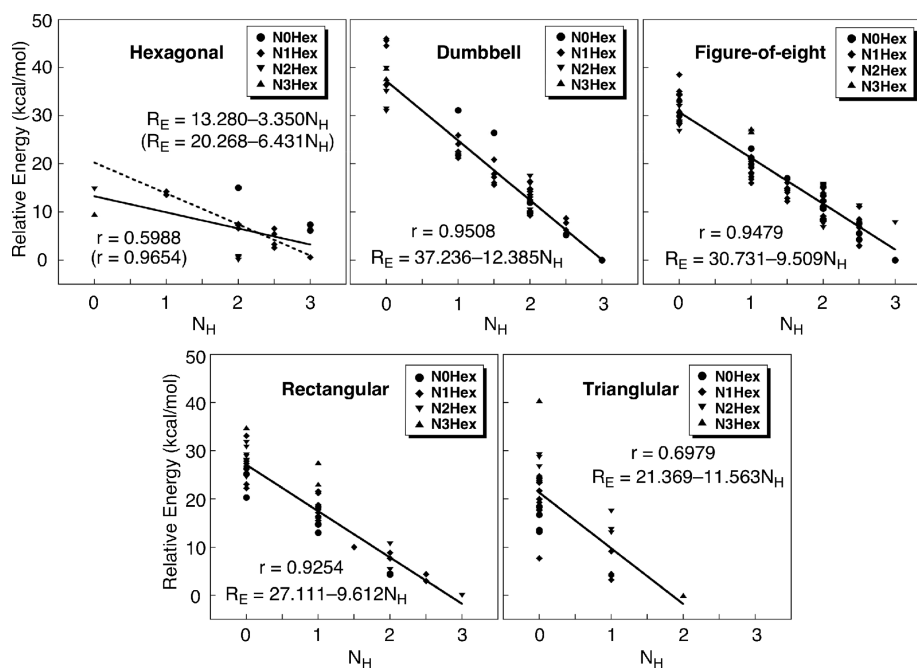 Relative Energy (kcal/mol)
50
40
30
20
10
0
Hexagonal
N0Hex
N1Hex
N2Hex
N3Hex
R_E = 13.280–3.350N_H
(R_E = 20.268–6.431N_H)
r = 0.5988
(r = 0.9654)
0 1 2 3
N_H
Dumbbell
N0Hex
N1Hex
N2Hex
N3Hex
r = 0.9508
R_E = 37.236–12.385N_H
0 1 2 3
N_H
Figure-of-eight
N0Hex
N1Hex
N2Hex
N3Hex
r = 0.9479
R_E = 30.731–9.509N_H
0 1 2 3
N_H
Relative Energy (kcal/mol)
50
40
30
20
10
0
Rectangular
N0Hex
N1Hex
N2Hex
N3Hex
r = 0.9254
R_E = 27.111–9.612N_H
0 1 2 3
N_H
Trianglular
N0Hex
N1Hex
N2Hex
N3Hex
r = 0.6979
R_E = 21.369–11.563N_H
0 1 2 3
N_H